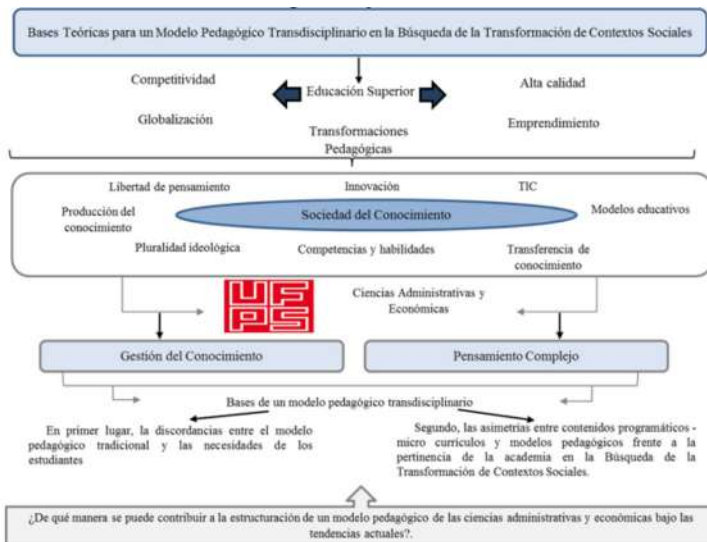 Bases Teóricas para un Modelo Pedagógico Transdisciplinario en la Búsqueda de la Transformación de Contextos Sociales
Competitividad
Educación Superior
Alta calidad
Globalización
Transformaciones
Pedagógicas
Emprendimiento
Libertad de pensamiento
Innovación
TIC
Producción del
conocimiento
Sociedad del Conocimiento
Modelos educativos
Pluralidad ideológica
Competencias y habilidades
Transferencia de
conocimiento
UFPS
Ciencias Administrativas y
Económicas
Gestión del Conocimiento
Pensamiento Complejo
Bases de un modelo pedagógico transdisciplinario
En primer lugar, la discordancias entre el modelo
pedagógico tradicional y las necesidades de los
estudiantes
Segundo, las asimetrías entre contenidos programáticos -
micro currículos y modelos pedagógicos frente a la
pertinencia de la academia en la Búsqueda de la
Transformación de Contextos Sociales.
¿De qué manera se puede contribuir a la estructuración de un modelo pedagógico de las ciencias administrativas y económicas bajo las
tendencias actuales?.